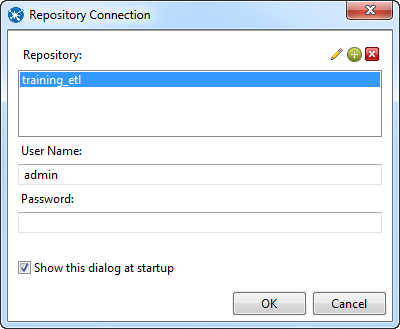 Repository Connection
Repository:
training_etl
User Name:
admin
Password:
Show this dialog at startup
OK
Cancel